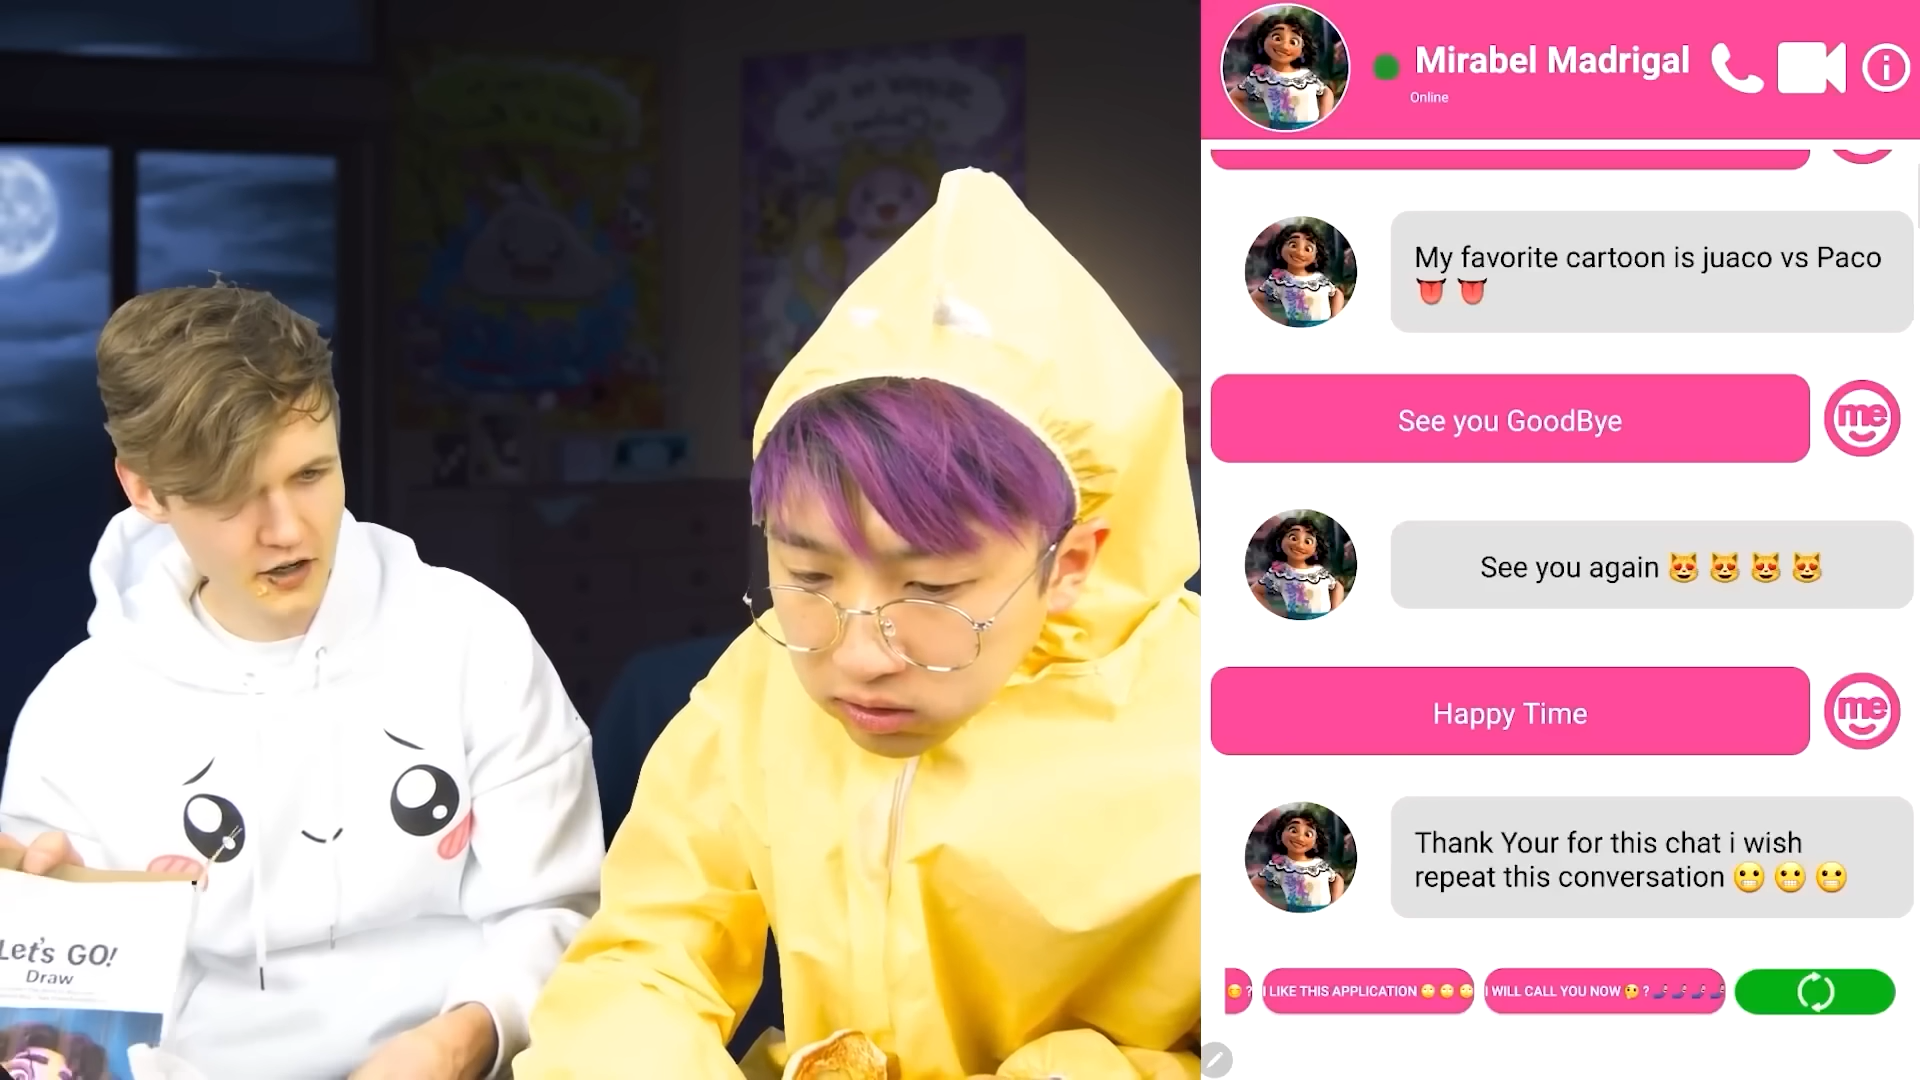 Let's GO!
Draw
Mirabel Madrigal
Online
My favorite cartoon is juaco vs Paco
👅 👅
See you GoodBye
me
See you again 😻 😻 😻 😻
Happy Time
me
Thank Your for this chat i wish
repeat this conversation 😬 😬 😬
? I LIKE THIS APPLICATION I WILL CALL YOU NOW 🤔 ?